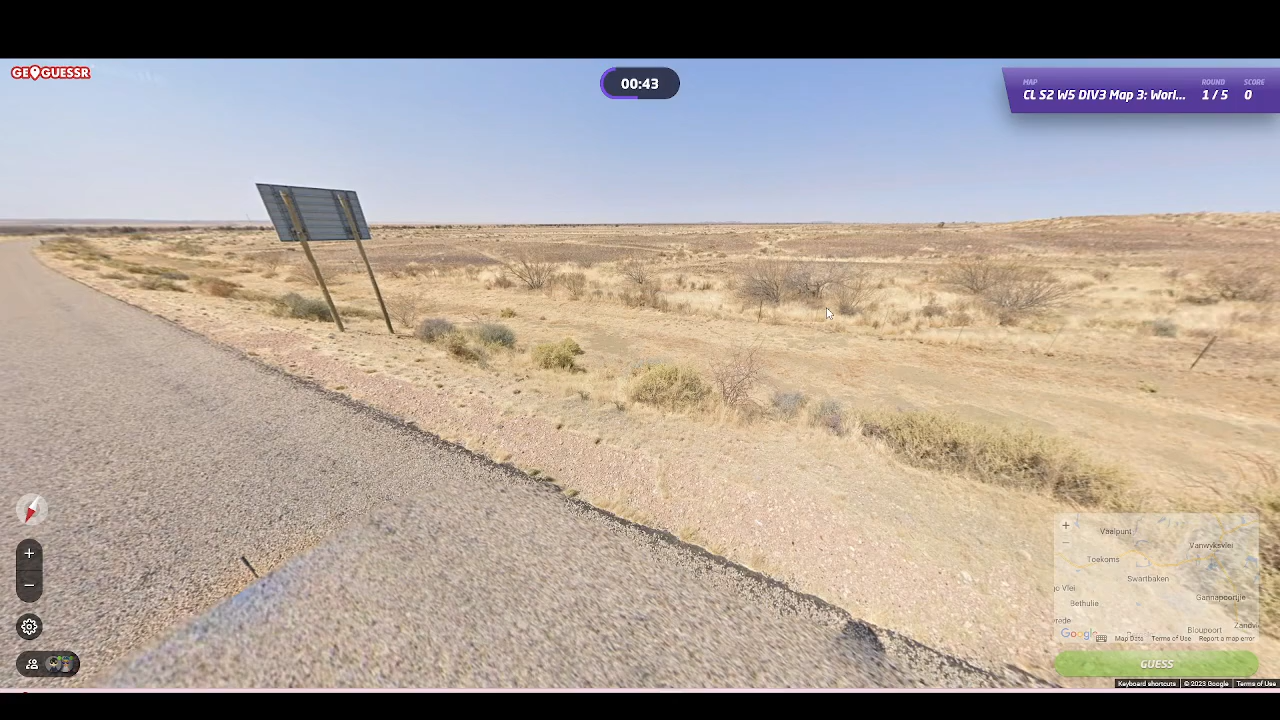 GEOGUESSR
00:43
MAP
ROUND
SCORE
CL S2 W5 DIV3 Map 3: Worl...
1 / 5
0
+
−
+
−
Vaalpunt
Vanwyksvlei
Toekoms
Swartbaken
Gannapoortjie
Bethulie
Bloupoort
Google
Map Data
Terms of Use
Report a map error
GUESS
Keyboard shortcuts
© 2023 Google
Terms of Use